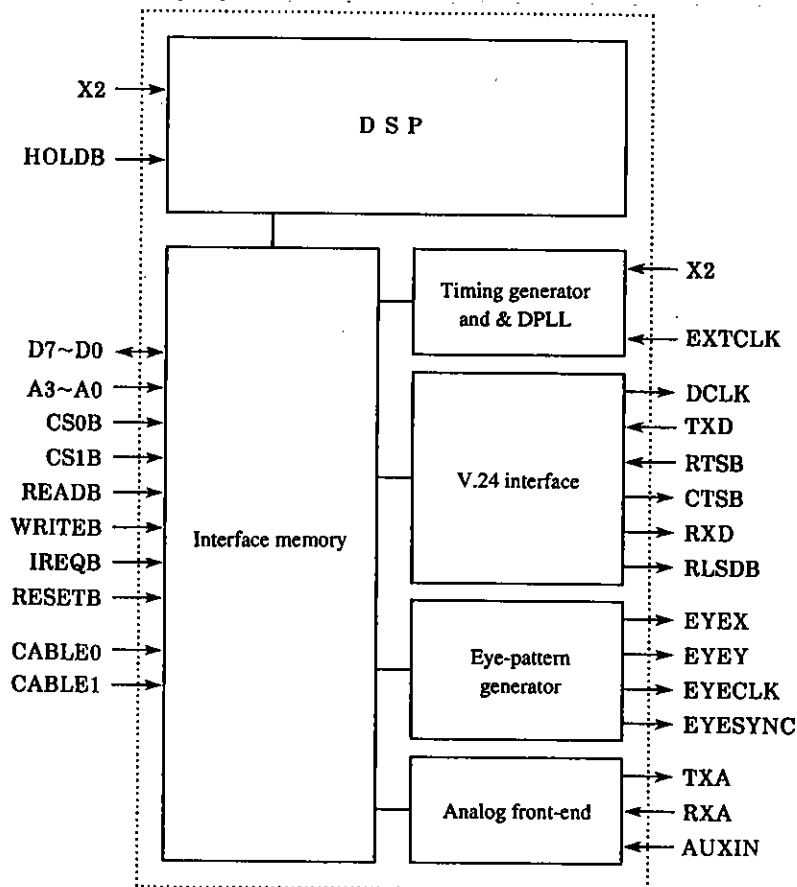 X2
HOLDB
D S P
X2
EXTCLK
Timing generator
and & DPLL
D7~D0
A3~A0
CS0B
CS1B
READB
WRITEB
IREQB
RESETB
CABLE0
CABLE1
Interface memory
V.24 interface
DCLK
TXD
RTSB
CTSB
RXD
RLSDB
Eye-pattern
generator
EYEX
EYEY
EYECLK
EYESYNC
Analog front-end
TXA
RXA
AUXIN